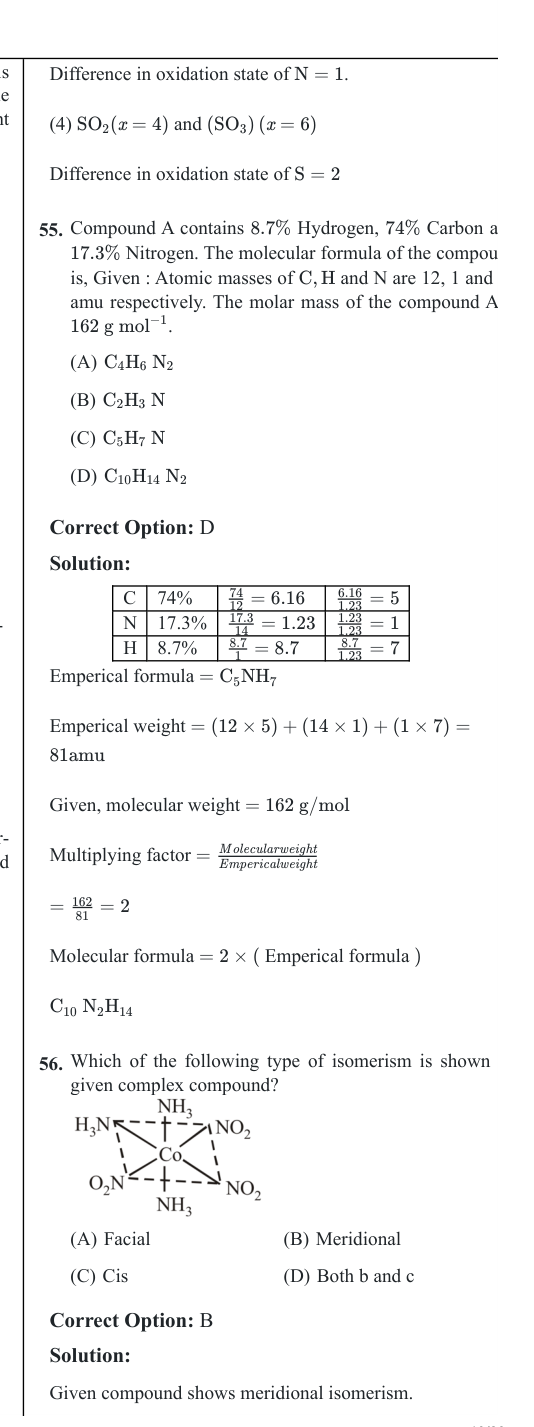 s
e
nt
Difference in oxidation state of N = 1.
(4) SO₂(x = 4) and (SO₃) (x = 6)
Difference in oxidation state of S = 2
55. Compound A contains 8.7% Hydrogen, 74% Carbon a
17.3% Nitrogen. The molecular formula of the compou
is, Given : Atomic masses of C, H and N are 12, 1 and
amu respectively. The molar mass of the compound A
162 g mol⁻¹.
(A) C₄H₆ N₂
(B) C₂H₃ N
(C) C₅H₇ N
(D) C₁₀H₁₄ N₂
Correct Option: D
Solution:
C 74% 74/12 = 6.16 6.16/1.23 = 5
N 17.3% 17.3/14 = 1.23 1.23/1.23 = 1
H 8.7% 8.7/1 = 8.7 8.7/1.23 = 7
Emperical formula = C₅NH₇
Emperical weight = (12 × 5) + (14 × 1) + (1 × 7) =
81amu
Given, molecular weight = 162 g/mol
r-
d
Multiplying factor = Molecularweight/Empericalweight
= 162/81 = 2
Molecular formula = 2 × ( Emperical formula )
C₁₀ N₂H₁₄
56. Which of the following type of isomerism is shown
given complex compound?
NH₃
H₃N NO₂
Co
O₂N NO₂
NH₃
(A) Facial (B) Meridional
(C) Cis (D) Both b and c
Correct Option: B
Solution:
Given compound shows meridional isomerism.